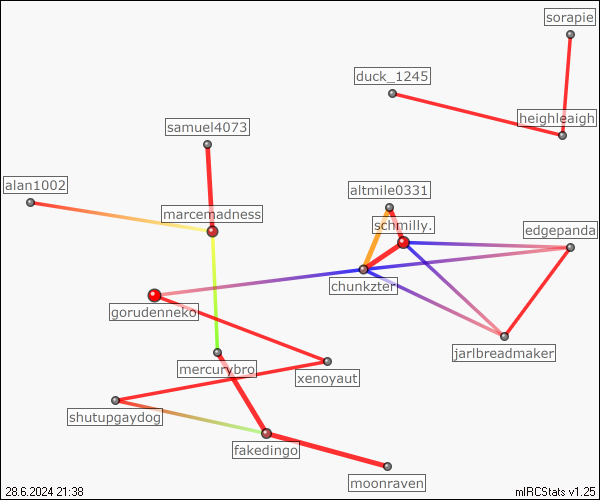 sorapie
duck_1245
heighleaigh
samuel4073
alan1002
altmile0331
marcemadness
schmilly.
edgepanda
chunkzter
gorudenneko
jarlbreadmaker
mercurybro
xenoyaut
shutupgaydog
fakedingo
moonraven
28.6.2024 21:38
mIRCStats v1.25